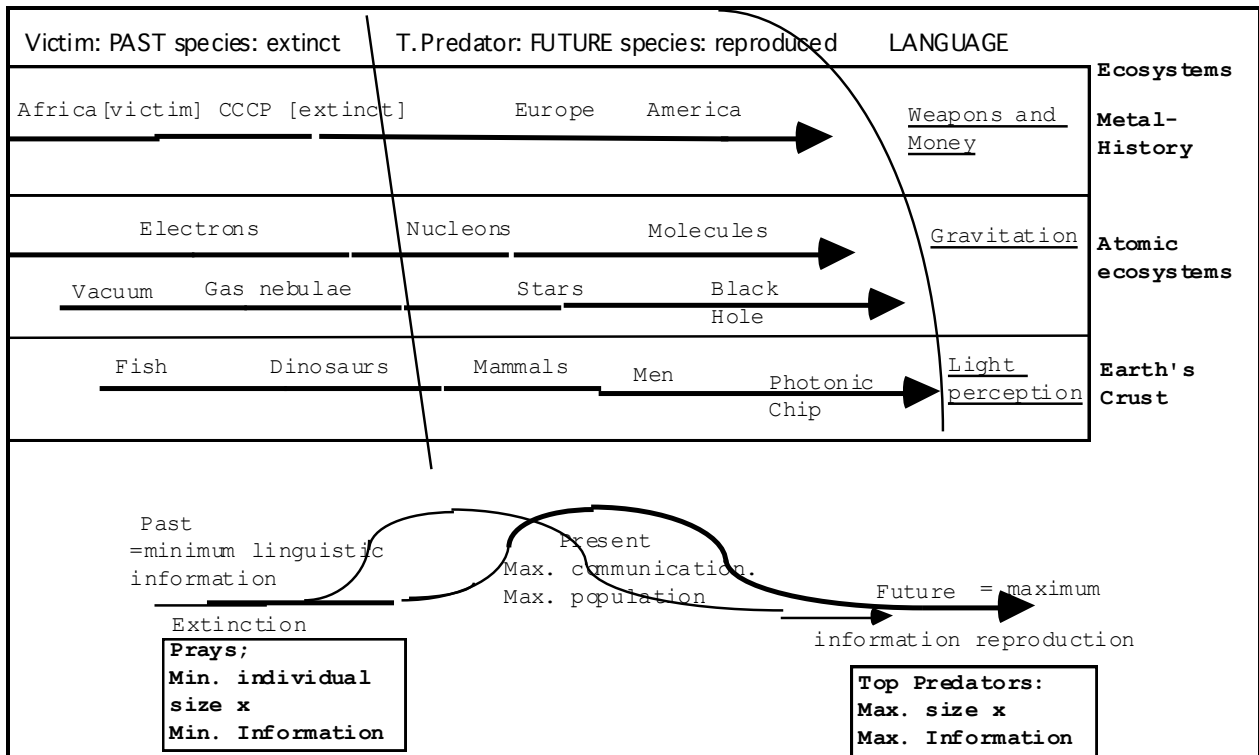 Victim: PAST species: extinct T.Predator: FUTURE species: reproduced LANGUAGE
Ecosystems
Africa[victim] CCCP [extinct] Europe America
Weapons and
Money
Metal-
History
Electrons Nucleons Molecules
Gravitation
Atomic
ecosystems
Vacuum Gas nebulae Stars Black
Hole
Fish Dinosaurs Mammals Men Photonic
Chip
Light
perception
Earth's
Crust
Past
=minimum linguistic
information
Present
Max. communication.
Max. population
Future = maximum
information reproduction
Extinction
Prays;
Min. individual
size x
Min. Information
Top Predators:
Max. size x
Max. Information